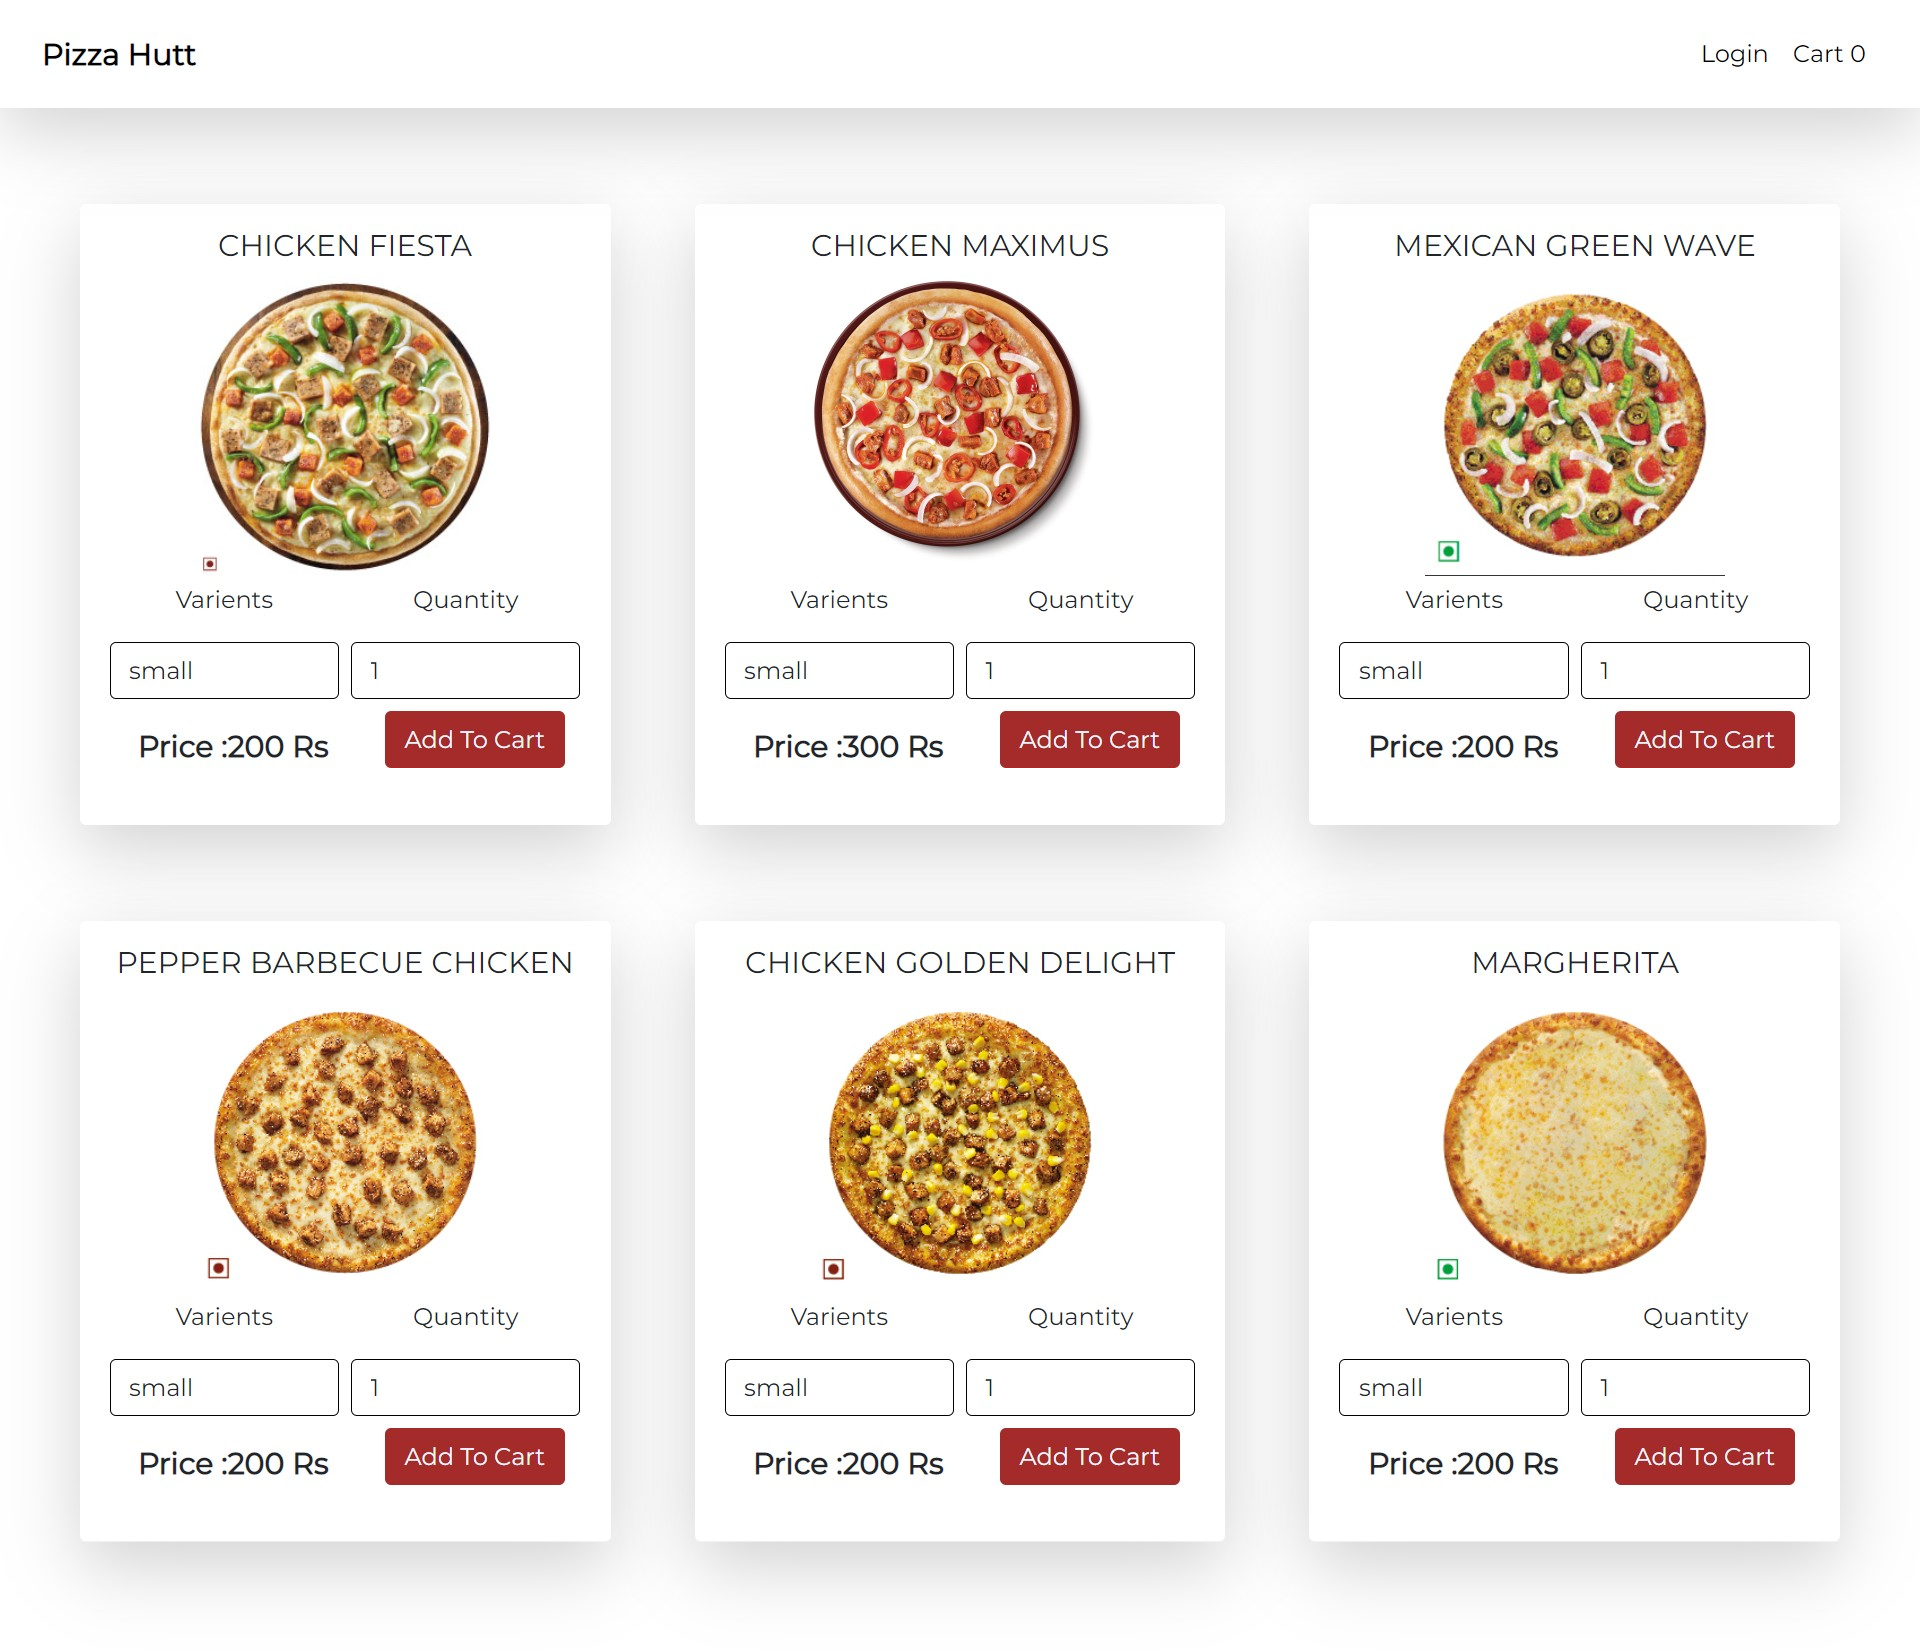 Pizza Hutt
Login Cart 0
CHICKEN FIESTA
Varients Quantity
small 1
Price :200 Rs Add To Cart
CHICKEN MAXIMUS
Varients Quantity
small 1
Price :300 Rs Add To Cart
MEXICAN GREEN WAVE
Varients Quantity
small 1
Price :200 Rs Add To Cart
PEPPER BARBECUE CHICKEN
Varients Quantity
small 1
Price :200 Rs Add To Cart
CHICKEN GOLDEN DELIGHT
Varients Quantity
small 1
Price :200 Rs Add To Cart
MARGHERITA
Varients Quantity
small 1
Price :200 Rs Add To Cart